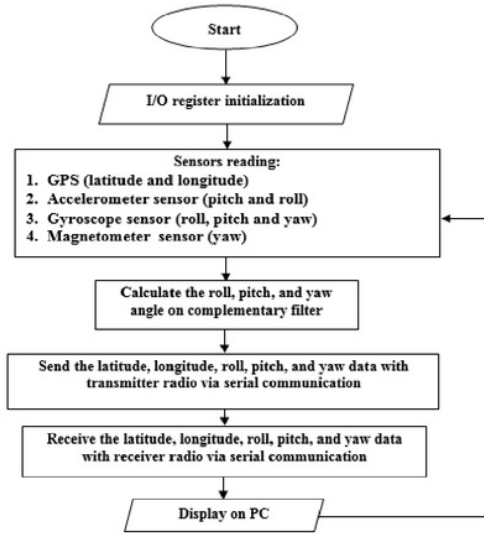 Start
I/O register initialization
Sensors reading:
1. GPS (latitude and longitude)
2. Accelerometer sensor (pitch and roll)
3. Gyroscope sensor (roll, pitch and yaw)
4. Magnetometer sensor (yaw)
Calculate the roll, pitch, and yaw
angle on complementary filter
Send the latitude, longitude, roll, pitch, and yaw data with
transmitter radio via serial communication
Receive the latitude, longitude, roll, pitch, and yaw data
with receiver radio via serial communication
Display on PC